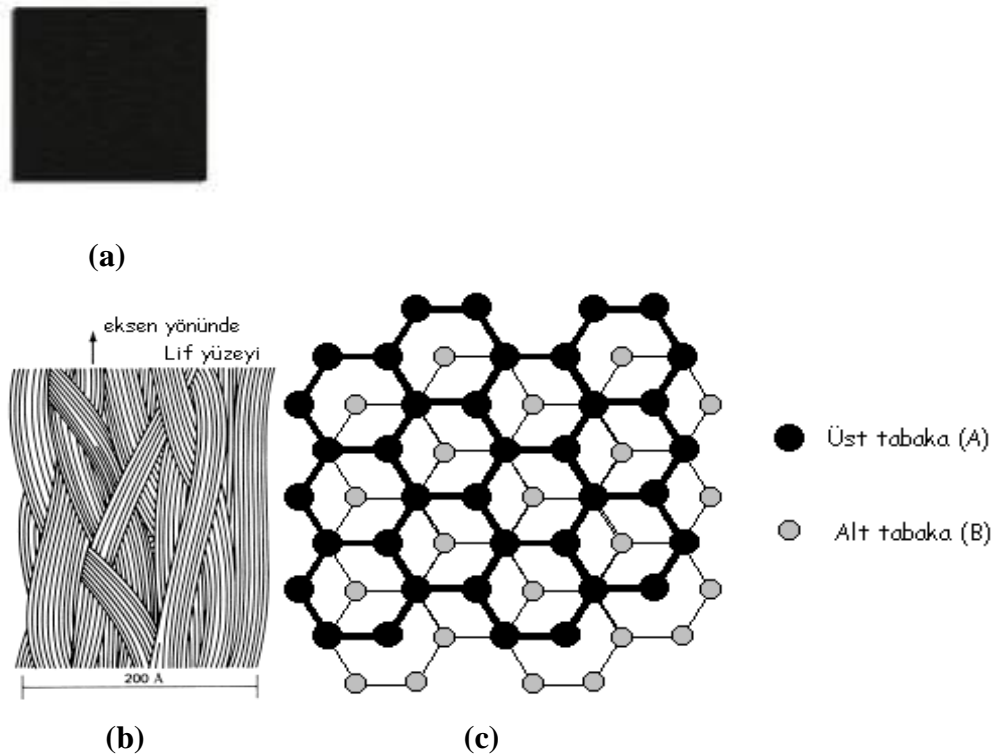 (a)
eksen yönünde
Lif yüzeyi
200 Å
(b)
(c)
Üst tabaka (A)
Alt tabaka (B)